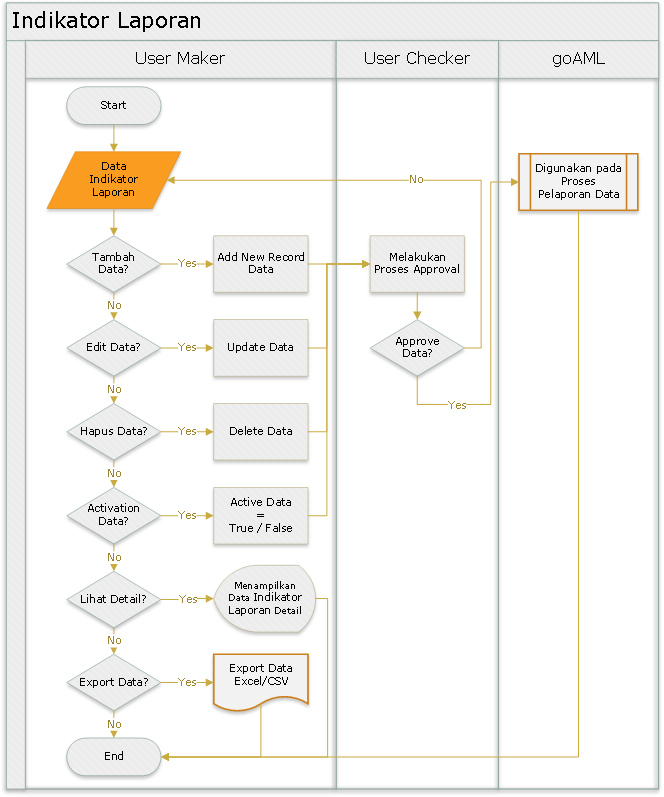 Indikator Laporan
User Maker
User Checker
goAML
Start
Data
Indikator
Laporan
No
Digunakan pada
Proses
Pelaporan Data
Tambah
Data?
Yes
Add New Record
Data
Melakukan
Proses Approval
No
Edit Data?
Yes
Update Data
Approve
Data?
No
Yes
Hapus Data?
Yes
Delete Data
No
Activation
Data?
Yes
Active Data
=
True / False
No
Lihat Detail?
Yes
Menampilkan
Data Indikator
Laporan Detail
No
Export Data?
Yes
Export Data
Excel/CSV
No
End